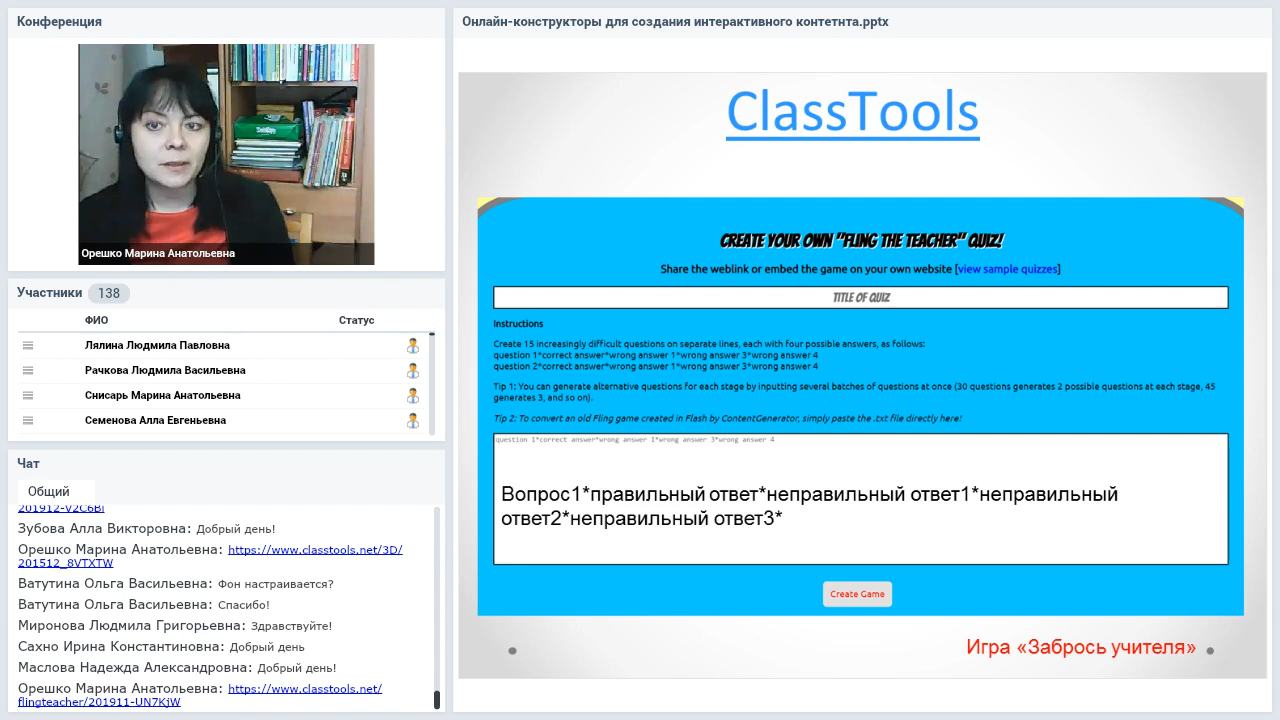 Конференция
Орешко Марина Анатольевна
Участники 138
ФИО Статус
Лялина Людмила Павловна
Рачкова Людмила Васильевна
Снисарь Марина Анатольевна
Семенова Алла Евгеньевна
Чат
Общий
201912-V2C6BI
Зубова Алла Викторовна: Добрый день!
Орешко Марина Анатольевна: https://www.classtools.net/3D/
201512_8VTXTW
Ватутина Ольга Васильевна: Фон настраивается?
Ватутина Ольга Васильевна: Спасибо!
Миронова Людмила Григорьевна: Здравствуйте!
Сахно Ирина Константиновна: Добрый день
Маслова Надежда Александровна: Добрый день!
Орешко Марина Анатольевна: https://www.classtools.net/
flingteacher/201911-UN7KjW
Онлайн-конструкторы для создания интерактивного контетнта.pptx
ClassTools
CREATE YOUR OWN "FLING THE TEACHER" QUIZ!
Share the weblink or embed the game on your own website [view sample quizzes]
TITLE OF QUIZ
Instructions
Create 15 increasingly difficult questions on separate lines, each with four possible answers, as follows:
question 1*correct answer*wrong answer 1*wrong answer 3*wrong answer 4
question 2*correct answer*wrong answer 1*wrong answer 3*wrong answer 4
Tip 1: You can generate alternative questions for each stage by inputting several batches of questions at once (30 questions generates 2 possible questions at each stage, 45
generates 3, and so on).
Tip 2: To convert an old Fling game created in Flash by ContentGenerator, simply paste the .txt file directly here!
question 1*correct answer*wrong answer 1*wrong answer 3*wrong answer 4
Вопрос1*правильный ответ*неправильный ответ1*неправильный
ответ2*неправильный ответ3*
Create Game
Игра «Забрось учителя»